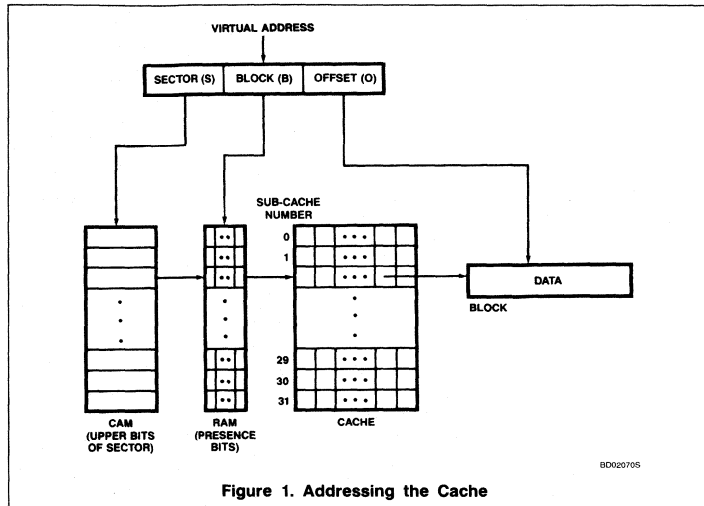 VIRTUAL ADDRESS
SECTOR (S) BLOCK (B) OFFSET (O)
SUB-CACHE
NUMBER
0
1
DATA
BLOCK
29
30
31
CAM
(UPPER BITS
OF SECTOR)
RAM
(PRESENCE
BITS)
CACHE
BD02070S
Figure 1. Addressing the Cache